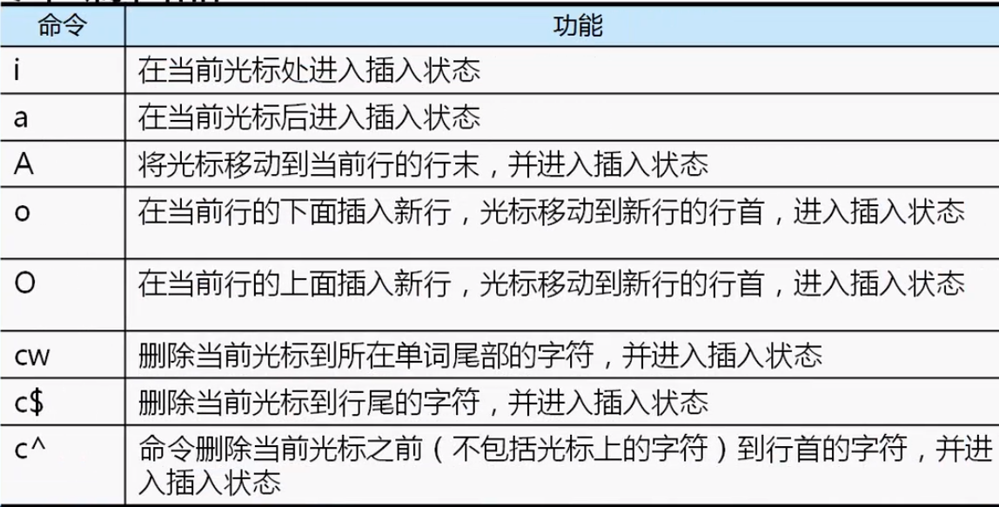 命令 功能
i 在当前光标处进入插入状态
a 在当前光标后进入插入状态
A 将光标移动到当前行的行末，并进入插入状态
o 在当前行的下面插入新行，光标移动到新行的行首，进入插入状态
O 在当前行的上面插入新行，光标移动到新行的行首，进入插入状态
cw 删除当前光标到所在单词尾部的字符，并进入插入状态
c$ 删除当前光标到行尾的字符，并进入插入状态
c^ 命令删除当前光标之前（不包括光标上的字符）到行首的字符，并进
入插入状态